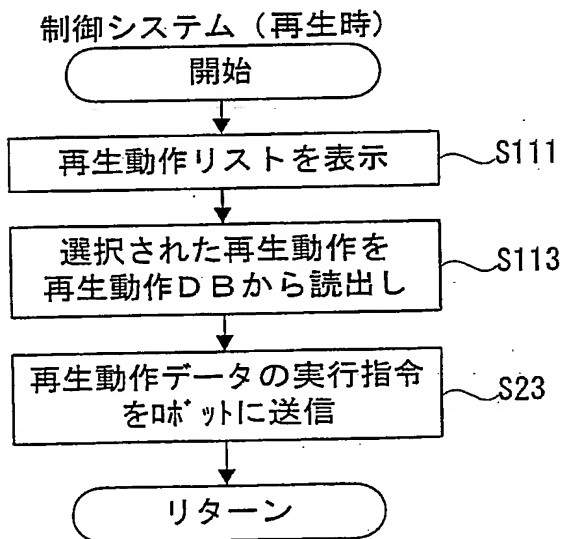 制御システム（再生時）
開始
再生動作リストを表示
S111
選択された再生動作を
再生動作ＤＢから読出し
S113
再生動作データの実行指令
をﾛﾎﾞｯﾄに送信
S23
リターン